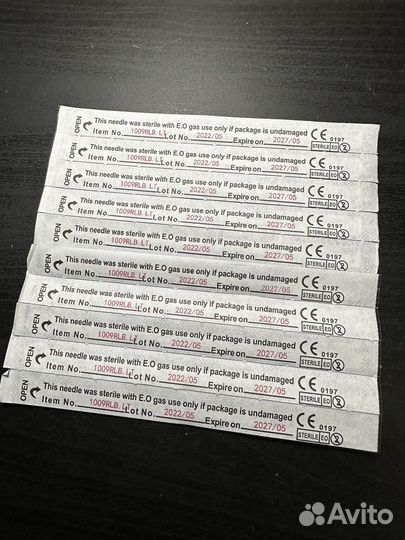 OPEN This needle was sterile with E.O gas use only if package is undamaged CE 0197
Item No. 1009RLB. LT Lot No. 2022/05 Expire on 2027/05 STERILE EO
OPEN This needle was sterile with E.O gas use only if package is undamaged CE 0197
Item No. 1009RLB. LT Lot No. 2022/05 Expire on 2027/05 STERILE EO
OPEN This needle was sterile with E.O gas use only if package is undamaged CE 0197
Item No. 1009RLB. LT Lot No. 2022/05 Expire on 2027/05 STERILE EO
OPEN This needle was sterile with E.O gas use only if package is undamaged CE 0197
Item No. 1009RLB. LT Lot No. 2022/05 Expire on 2027/05 STERILE EO
OPEN This needle was sterile with E.O gas use only if package is undamaged CE 0197
Item No. 1009RLB. LT Lot No. 2022/05 Expire on 2027/05 STERILE EO
OPEN This needle was sterile with E.O gas use only if package is undamaged CE 0197
Item No. 1009RLB. LT Lot No. 2022/05 Expire on 2027/05 STERILE EO
OPEN This needle was sterile with E.O gas use only if package is undamaged CE 0197
Item No. 1009RLB. LT Lot No. 2022/05 Expire on 2027/05 STERILE EO
OPEN This needle was sterile with E.O gas use only if package is undamaged CE 0197
Item No. 1009RLB. LT Lot No. 2022/05 Expire on 2027/05 STERILE EO
OPEN This needle was sterile with E.O gas use only if package is undamaged CE 0197
Item No. 1009RLB. LT Lot No. 2022/05 Expire on 2027/05 STERILE EO
OPEN This needle was sterile with E.O gas use only if package is undamaged CE 0197
Item No. 1009RLB. LT Lot No. 2022/05 Expire on 2027/05 STERILE EO
Avito